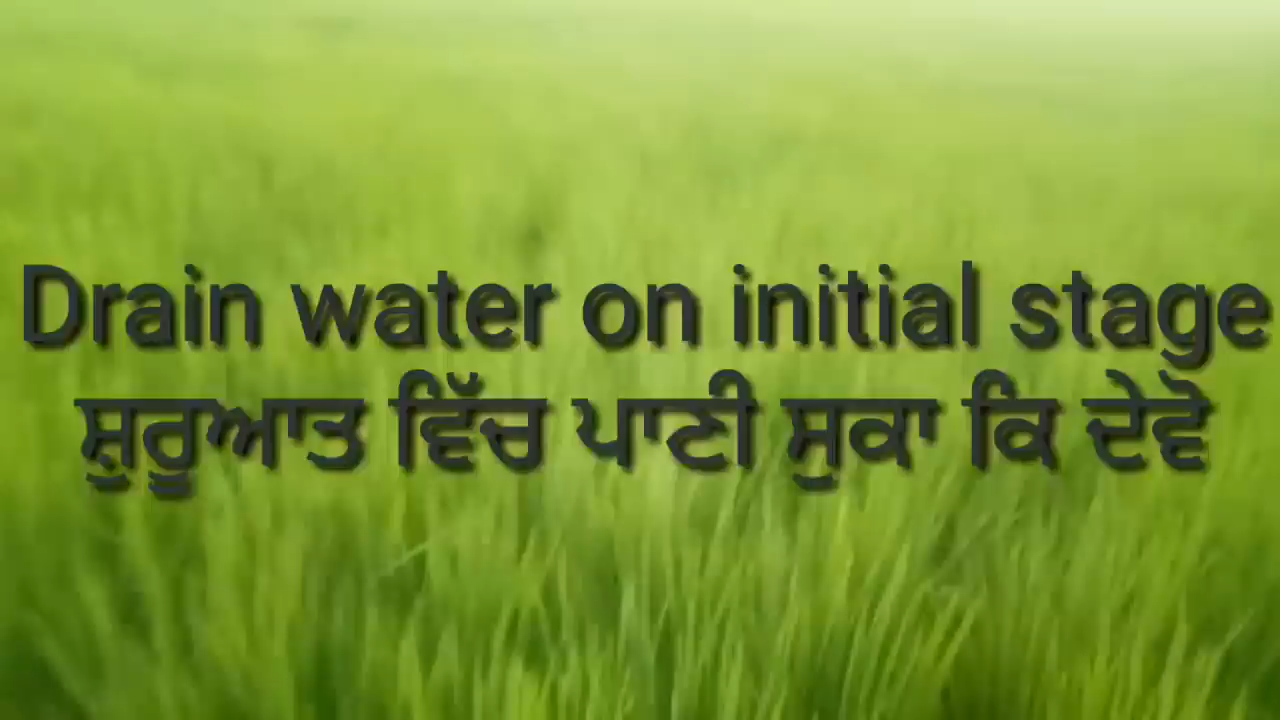 Drain water on initial stage
ਸ਼ੁਰੂਆਤ ਵਿੱਚ ਪਾਣੀ ਸੁਕਾ ਕਿ ਦੇਵੋ